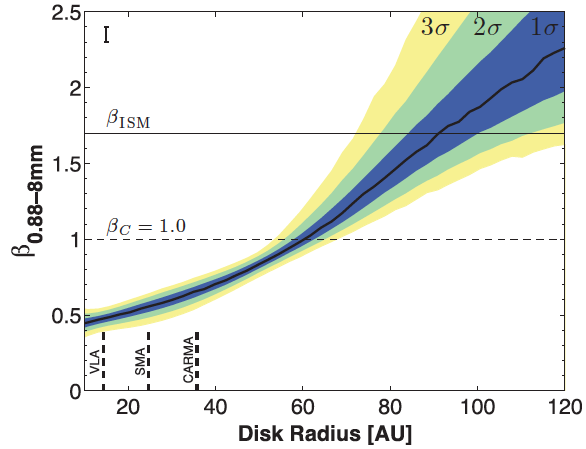 2.5
2
1.5
1
0.5
0
3σ 2σ 1σ
β_ISM
β_C = 1.0
VLA
SMA
CARMA
β_0.88–8mm
20 40 60 80 100 120
Disk Radius [AU]